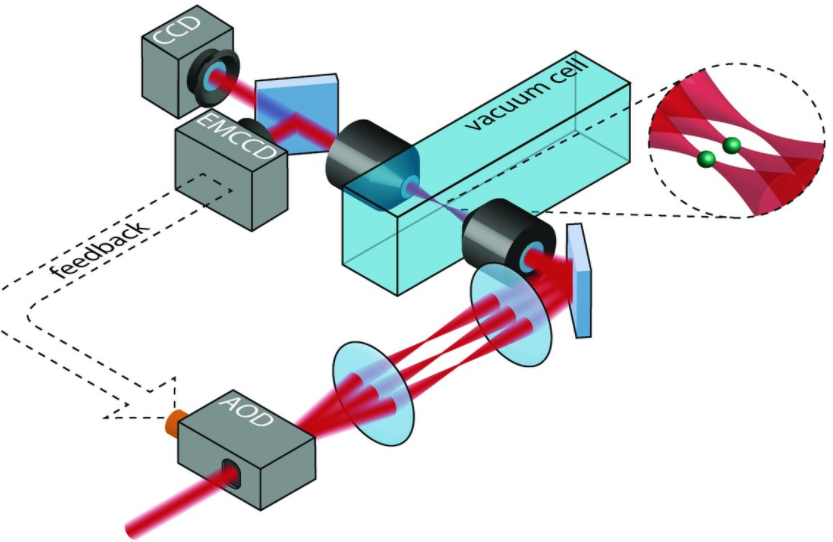 CCD
EMCCD
vacuum cell
feedback
AOD